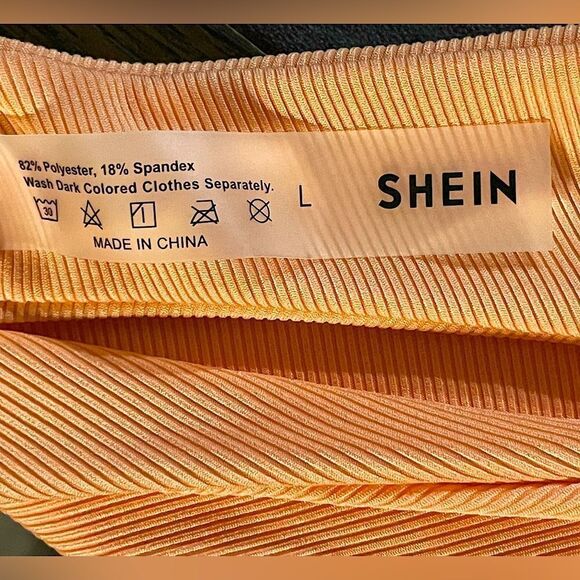 82% Polyester, 18% Spandex
Wash Dark Colored Clothes Separately.
30
L
SHEIN
MADE IN CHINA